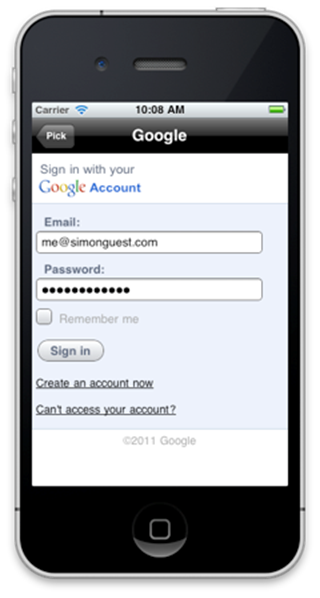 Carrier 10:08 AM
Pick Google
Sign in with your
Google Account
Email:
me@simonguest.com
Password:
●●●●●●●●●●●●
Remember me
Sign in
Create an account now
Can't access your account?
©2011 Google